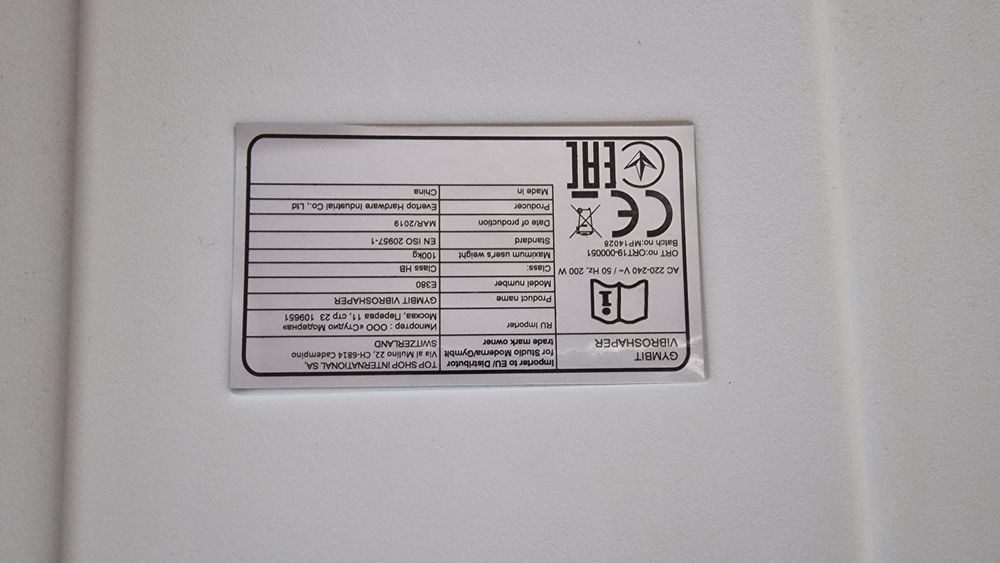 GYMBIT
VIBROSHAPER
AC 220-240 V~ / 50 Hz, 200 W
ORT no:ORT19-000051
Batch no:MP14028
CE
EAC
Importer to EU/ Distributor
for Studio Moderna/Gymbit
trade mark owner
TOP SHOP INTERNATIONAL SA,
Via al Mulino 22, CH-6814 Cadempino
SWITZERLAND
RU Importer
Импортер : ООО «Студио Модерна»
Москва, Перерва 11, стр 23 109651
Product name
GYMBIT VIBROSHAPER
Model number
E380
Class:
Class HB
Maximum user's weight
100kg
Standard
EN ISO 20957-1
Date of production
MAR/2019
Producer
Evertop Hardware Industrial Co., Ltd
Made in
China